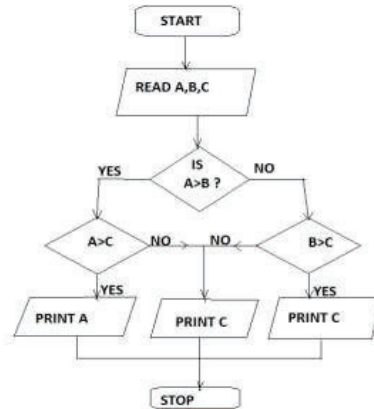 START
READ A,B,C
IS
A>B ?
YES
NO
A>C
NO
NO
B>C
YES
YES
PRINT A
PRINT C
PRINT C
STOP